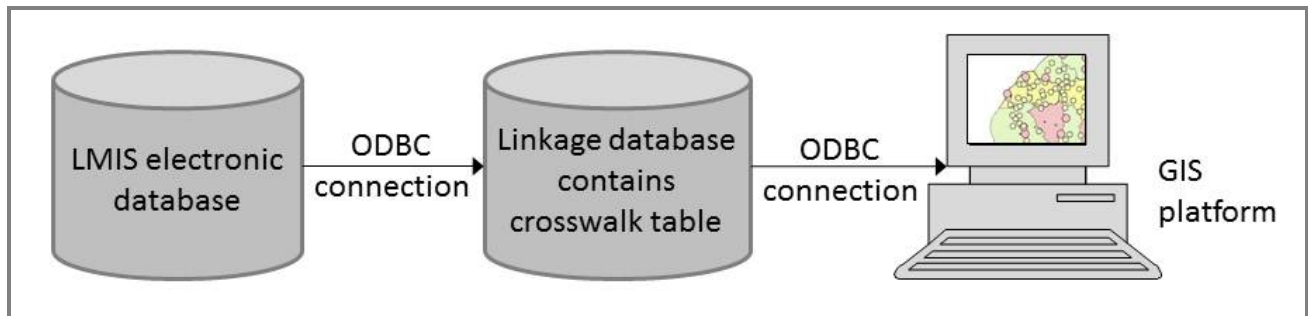 LMIS electronic
database
ODBC
connection
Linkage database
contains
crosswalk table
ODBC
connection
GIS
platform